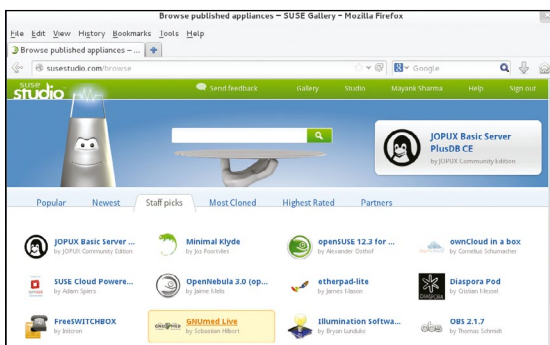 Browse published appliances – SUSE Gallery – Mozilla Firefox
File Edit View History Bookmarks Tools Help
Browse published appliances – ...
susestudio.com/browse
Google
SUSE studio
Send feedback Gallery Studio Mayank Sharma Help Sign out
JOPUX Basic Server
PlusDB CE
by JOPUX Community Edition
Popular Newest Staff picks Most Cloned Highest Rated Partners
JOPUX Basic Server ...
by JOPUX Community Edition
Minimal Klyde
by Jos Poortvliet
openSUSE 12.3 for ...
by Alexander Osthof
ownCloud in a box
by Cornelius Schumacher
SUSE Cloud Powere...
by Adam Spiers
OpenNebula 3.0 (op...
by Jaime Melis
etherpad-lite
by James Mason
DIASPORA
Diaspora Pod
by Cristian Messel
FreeSWITCHBOX
by Initcron
GNUmed
GNUmed Live
by Sebastian Hilbert
Illumination Softwa...
by Bryan Lunduke
obs
OBS 2.1.7
by Thomas Schmidt